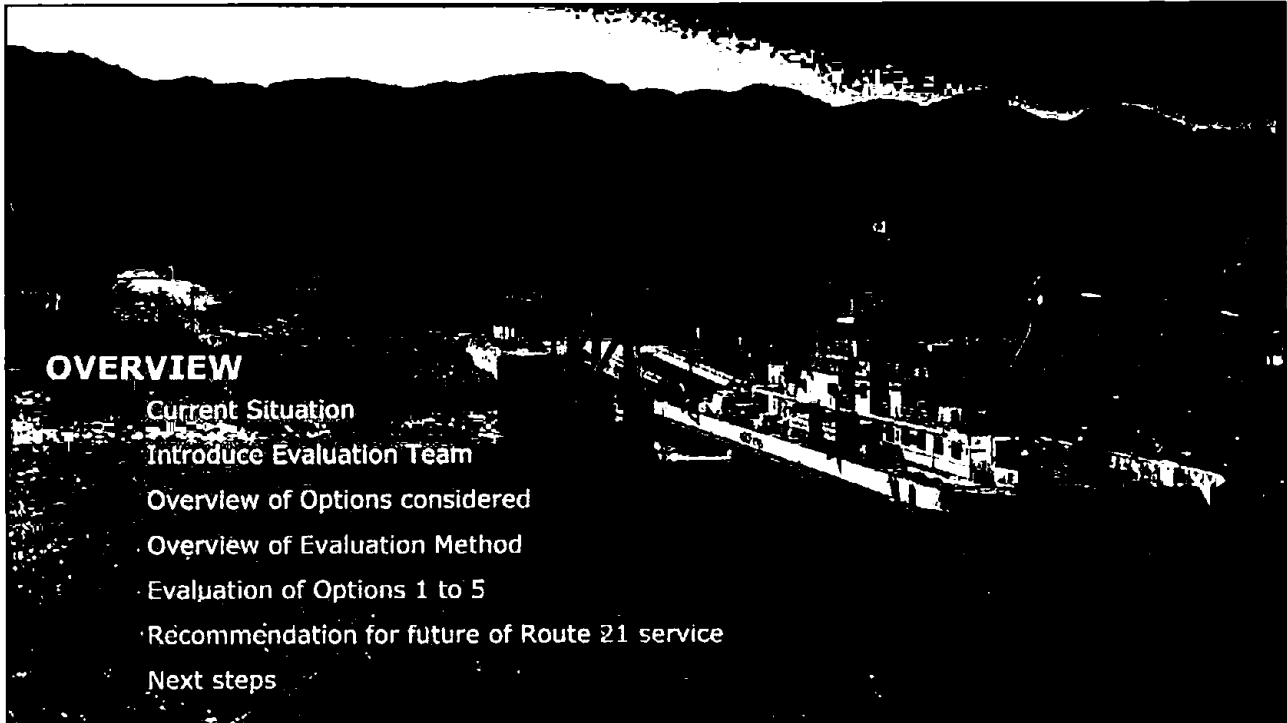 OVERVIEW
Current Situation
Introduce Evaluation Team
Overview of Options considered
Overview of Evaluation Method
Evaluation of Options 1 to 5
Recommendation for future of Route 21 service
Next steps